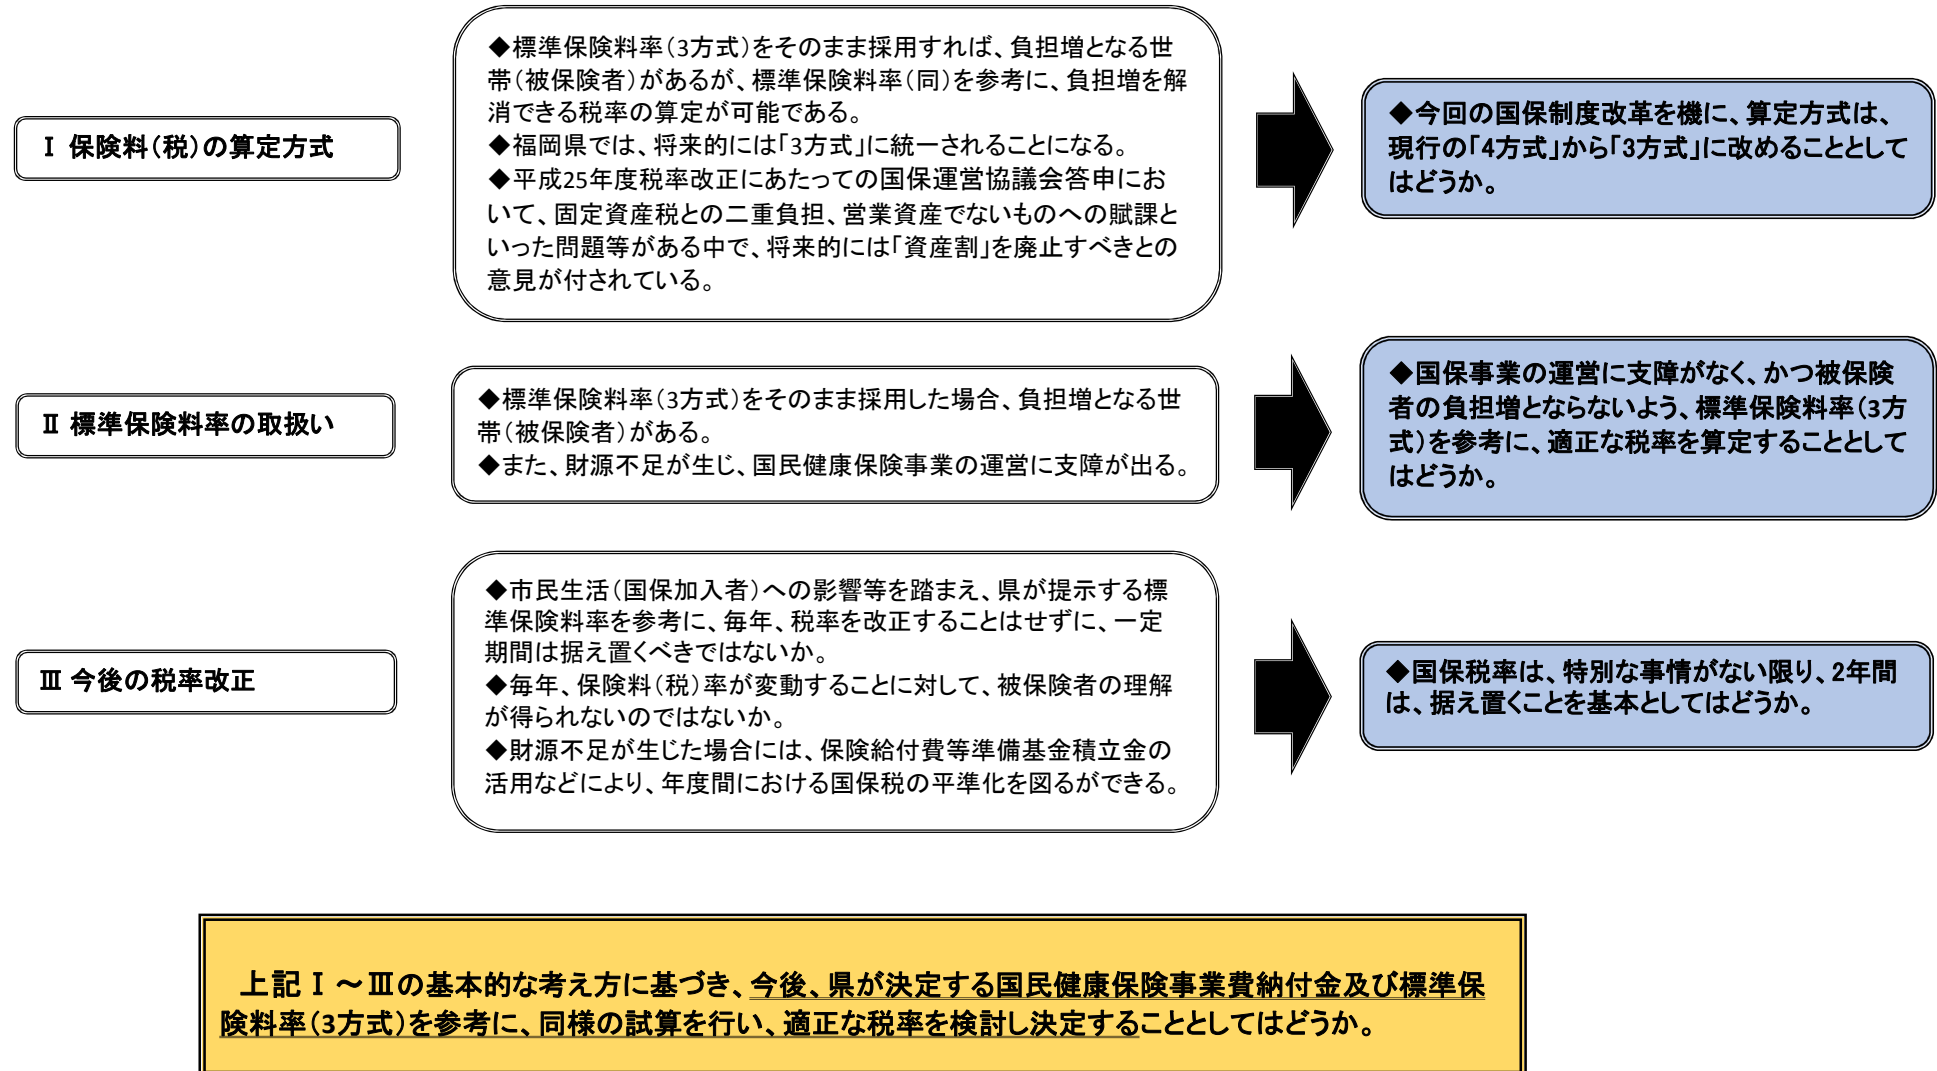 Ⅰ 保険料(税)の算定方式
◆標準保険料率(3方式)をそのまま採用すれば、負担増となる世
帯(被保険者)があるが、標準保険料率(同)を参考に、負担増を解
消できる税率の算定が可能である。
◆福岡県では、将来的には「3方式」に統一されることになる。
◆平成25年度税率改正にあたっての国保運営協議会答申にお
いて、固定資産税との二重負担、営業資産でないものへの賦課と
いった問題等がある中で、将来的には「資産割」を廃止すべきとの
意見が付されている。
◆今回の国保制度改革を機に、算定方式は、
現行の「4方式」から「3方式」に改めることとして
はどうか。
Ⅱ 標準保険料率の取扱い
◆標準保険料率(3方式)をそのまま採用した場合、負担増となる世
帯(被保険者)がある。
◆また、財源不足が生じ、国民健康保険事業の運営に支障が出る。
◆国保事業の運営に支障がなく、かつ被保険
者の負担増とならないよう、標準保険料率(3方
式)を参考に、適正な税率を算定することとして
はどうか。
Ⅲ 今後の税率改正
◆市民生活(国保加入者)への影響等を踏まえ、県が提示する標
準保険料率を参考に、毎年、税率を改正することはせずに、一定
期間は据え置くべきではないか。
◆毎年、保険料(税)率が変動することに対して、被保険者の理解
が得られないのではないか。
◆財源不足が生じた場合には、保険給付費等準備基金積立金の
活用などにより、年度間における国保税の平準化を図るができる。
◆国保税率は、特別な事情がない限り、2年間
は、据え置くことを基本としてはどうか。
上記Ⅰ~Ⅲの基本的な考え方に基づき、今後、県が決定する国民健康保険事業費納付金及び標準保
険料率(3方式)を参考に、同様の試算を行い、適正な税率を検討し決定することとしてはどうか。